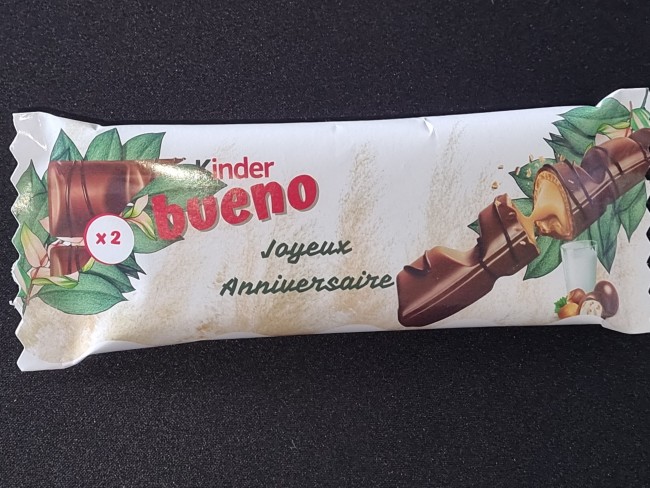 Kinder
bueno
x 2
Joyeux
Anniversaire